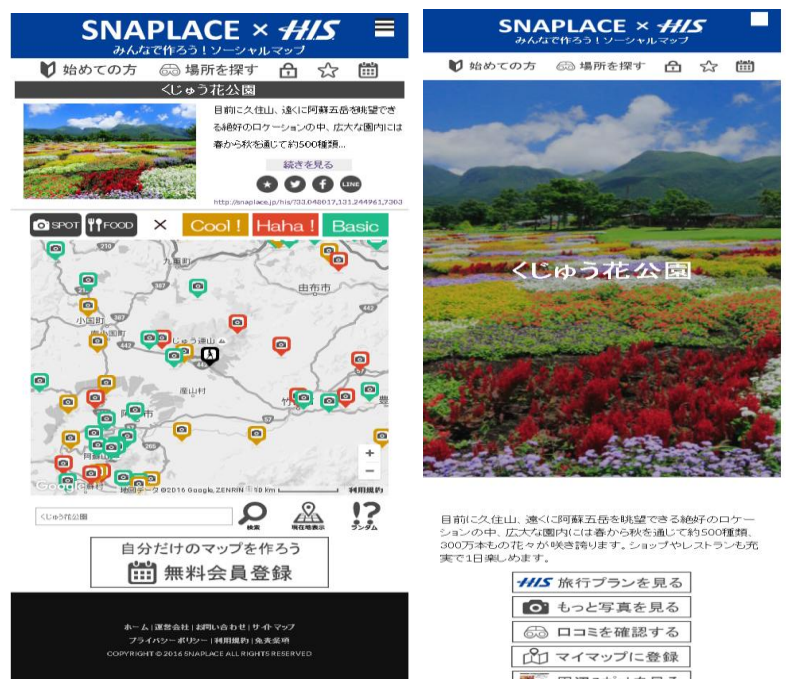 SNAPLACE × HIS
みんなで作ろう！ソーシャルマップ
始めての方 場所を探す
くじゅう花公園
目前に久住山、遠くに阿蘇五岳を眺望でき
る絶好のロケーションの中、広大な園内には
春から秋を通じて約500種類...
続きを見る
LINE
http://snaplace.jp/his/?33.048017,131.244961,7303
SPOT FOOD × Cool！ Haha！ Basic
210
九重町
387
由布市
212
442
小国町
南小国町
387
442
くじゅう連山
442
産山村
竹
豊
阿 市
57
57
265
阿蘇山
村
+
−
Google
地図データ ©2016 Google, ZENRIN 10 km 利用規約
くじゅう花公園
検索 現在地表示 ランダム
自分だけのマップを作ろう
無料会員登録
ホーム | 運営会社 | お問い合わせ | サイトマップ
プライバシーポリシー | 利用規約 | 免責事項
COPYRIGHT © 2016 SNAPLACE ALL RIGHTS RESERVED
SNAPLACE × HIS
みんなで作ろう！ソーシャルマップ
始めての方 場所を探す
くじゅう花公園
目前に久住山、遠くに阿蘇五岳を眺望できる絶好のロケー
ションの中、広大な園内には春から秋を通じて約500種類、
300万本もの花々が咲き誇ります。ショップやレストランも充
実で1日楽しめます。
HIS 旅行プランを見る
もっと写真を見る
口コミを確認する
マイマップに登録